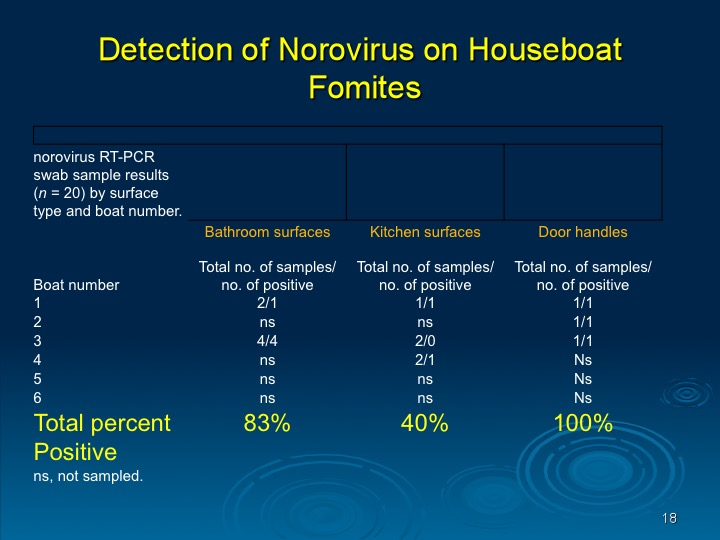 Detection of Norovirus on Houseboat
Fomites
norovirus RT-PCR
swab sample results
(n = 20) by surface
type and boat number.
Bathroom surfaces Kitchen surfaces Door handles
Total no. of samples/ Total no. of samples/ Total no. of samples/
Boat number no. of positive no. of positive no. of positive
1 2/1 1/1 1/1
2 ns ns 1/1
3 4/4 2/0 1/1
4 ns 2/1 Ns
5 ns ns Ns
6 ns ns Ns
Total percent 83% 40% 100%
Positive
ns, not sampled.
18